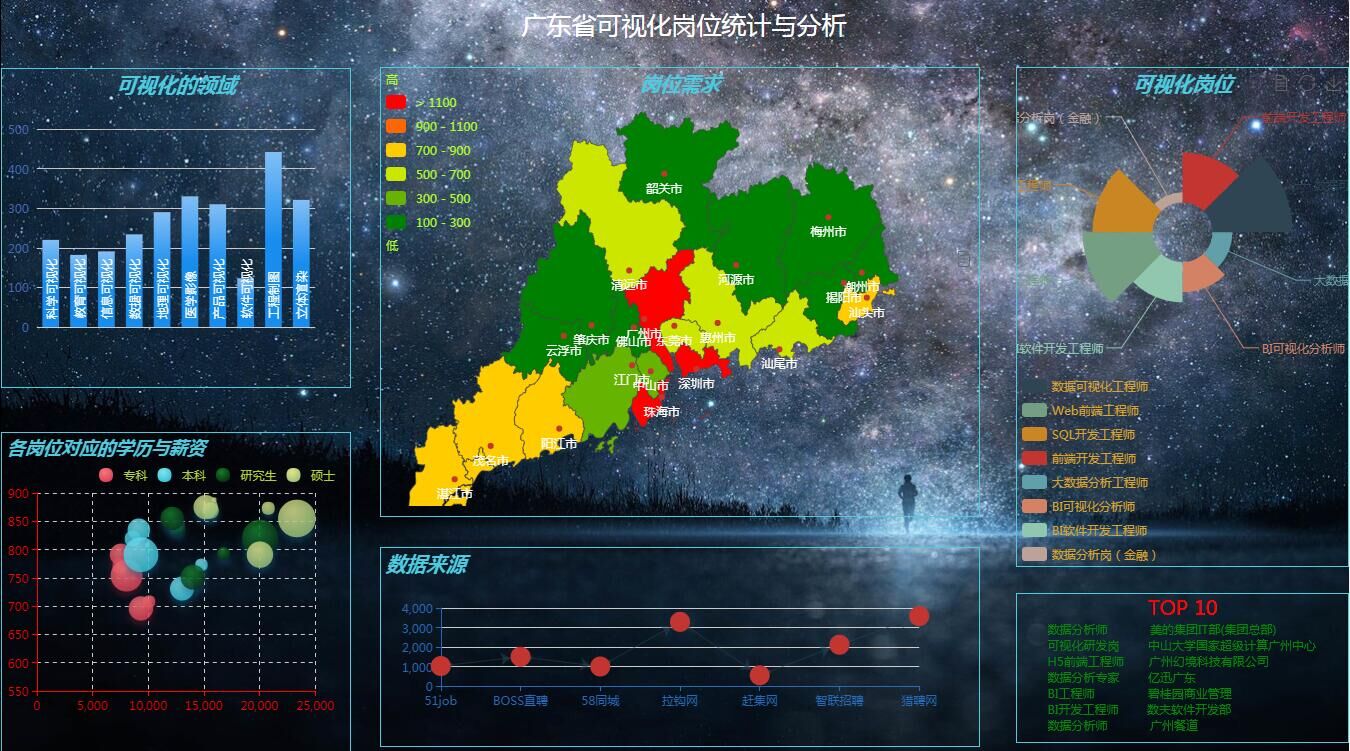 广东省可视化岗位统计与分析
可视化的领域
500
400
300
200
100
0
科学可视化
教育可视化
信息可视化
数据可视化
地理可视化
医学影像
产品可视化
软件可视化
工程制图
立体渲染
各岗位对应的学历与薪资
专科 本科 研究生 硕士
900
850
800
750
700
650
600
550
0 5,000 10,000 15,000 20,000 25,000
岗位需求
高
> 1100
900 - 1100
700 - 900
500 - 700
300 - 500
100 - 300
低
韶关市
梅州市
清远市
河源市
潮州市
揭阳市
汕头市
广州市
肇庆市
佛山市
东莞市
惠州市
云浮市
汕尾市
江门市
中山市
深圳市
珠海市
阳江市
茂名市
湛江市
数据来源
4,000
3,000
2,000
1,000
0
51job BOSS直聘 58同城 拉钩网 赶集网 智联招聘 猎聘网
可视化岗位
分析岗（金融）
前端开发工程师
工程师
大数据
软件开发工程师
BI可视化分析师
数据可视化工程师
Web前端工程师
SQL开发工程师
前端开发工程师
大数据分析工程师
BI可视化分析师
BI软件开发工程师
数据分析岗（金融）
TOP 10
数据分析师 美的集团IT部(集团总部)
可视化研发岗 中山大学国家超级计算广州中心
H5前端工程师 广州幻境科技有限公司
数据分析专家 亿迅广东
BI工程师 碧桂园商业管理
BI开发工程师 数夫软件开发部
数据分析师 广州餐道